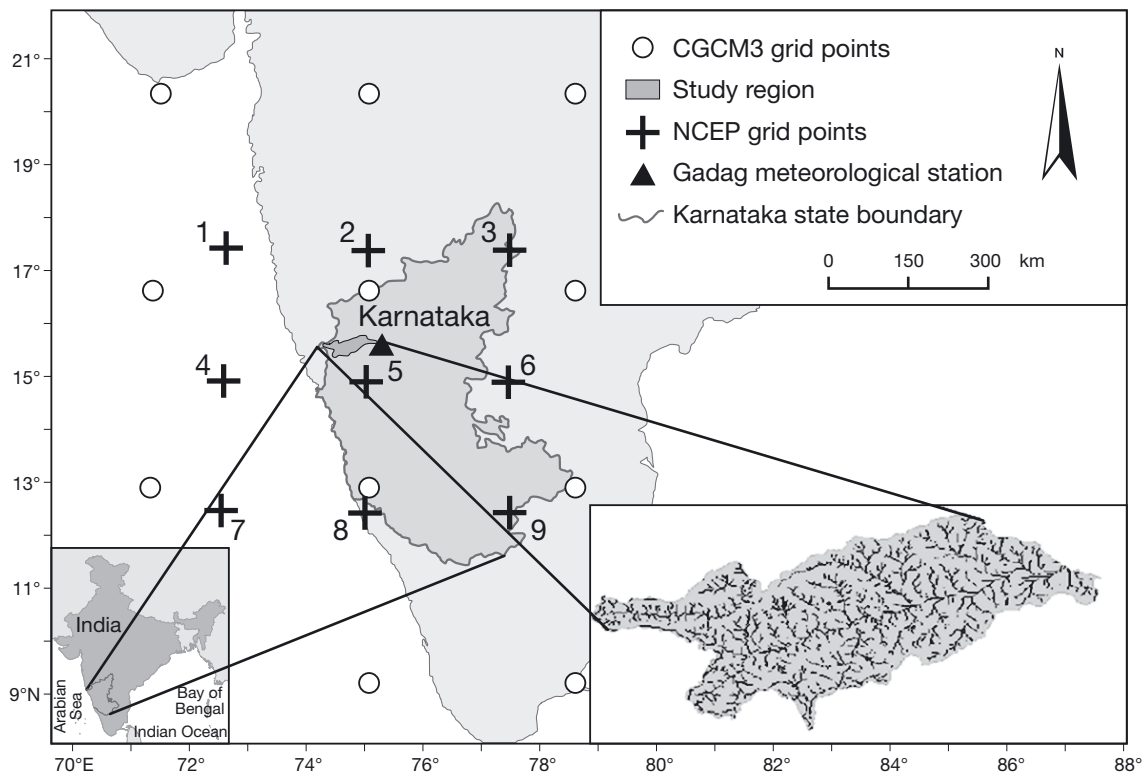 21°
19°
17°
15°
13°
11°
9°N
70°E
72°
74°
76°
78°
80°
82°
84°
86°
88°
CGCM3 grid points
Study region
NCEP grid points
Gadag meteorological station
Karnataka state boundary
N
0 150 300 km
1
2
3
Karnataka
4
5
6
7
8
9
India
Arabian
Sea
Bay of
Bengal
Indian Ocean